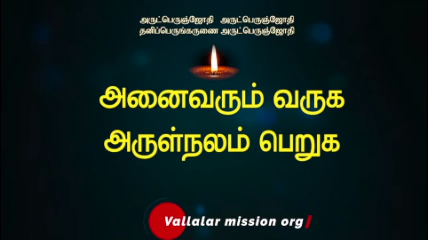 அருட்பெருஞ்ஜோதி அருட்பெருஞ்ஜோதி
தனிப்பெருங்கருணை அருட்பெருஞ்ஜோதி
அனைவரும் வருக
அருள்நலம் பெறுக
Vallalar mission org